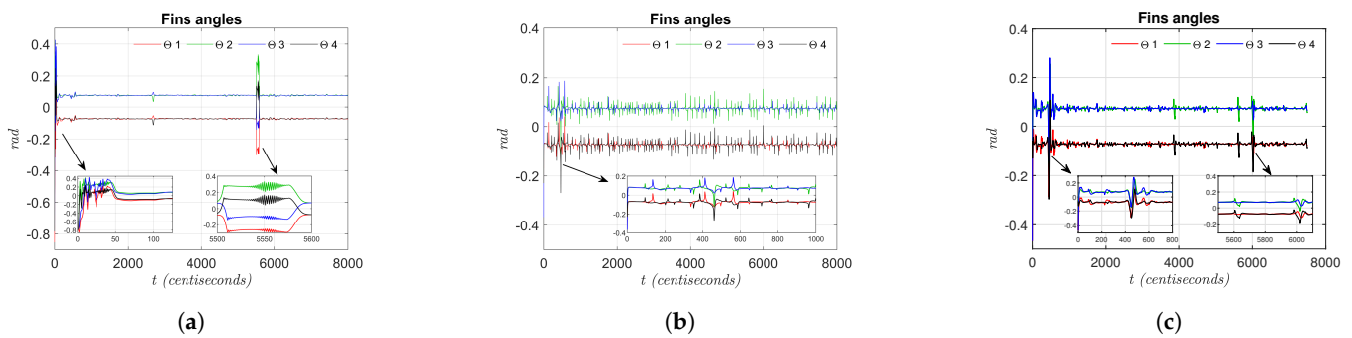 Fins angles
Θ 1 Θ 2 Θ 3 Θ 4
0.4
0.2
0
-0.2
-0.4
-0.6
-0.8
rad
0.4
0.2
0
-0.2
-0.4
-0.6
-0.8
0 50 100
0.4
0.2
0
-0.2
5500 5550 5600
0 2000 4000 6000 8000
t (centiseconds)
(a)
Fins angles
Θ 1 Θ 2 Θ 3 Θ 4
0.4
0.2
0
-0.2
-0.4
rad
0.2
0
-0.2
-0.4
0 200 400 600 800 1000
0 2000 4000 6000 8000
t (centiseconds)
(b)
Fins angles
Θ 1 Θ 2 Θ 3 Θ 4
0.4
0.2
0
-0.2
-0.4
rad
0.2
0
-0.2
-0.4
0 200 400 600 800
0.4
0.2
0
-0.2
5600 5800 6000
0 2000 4000 6000 8000
t (centiseconds)
(c)